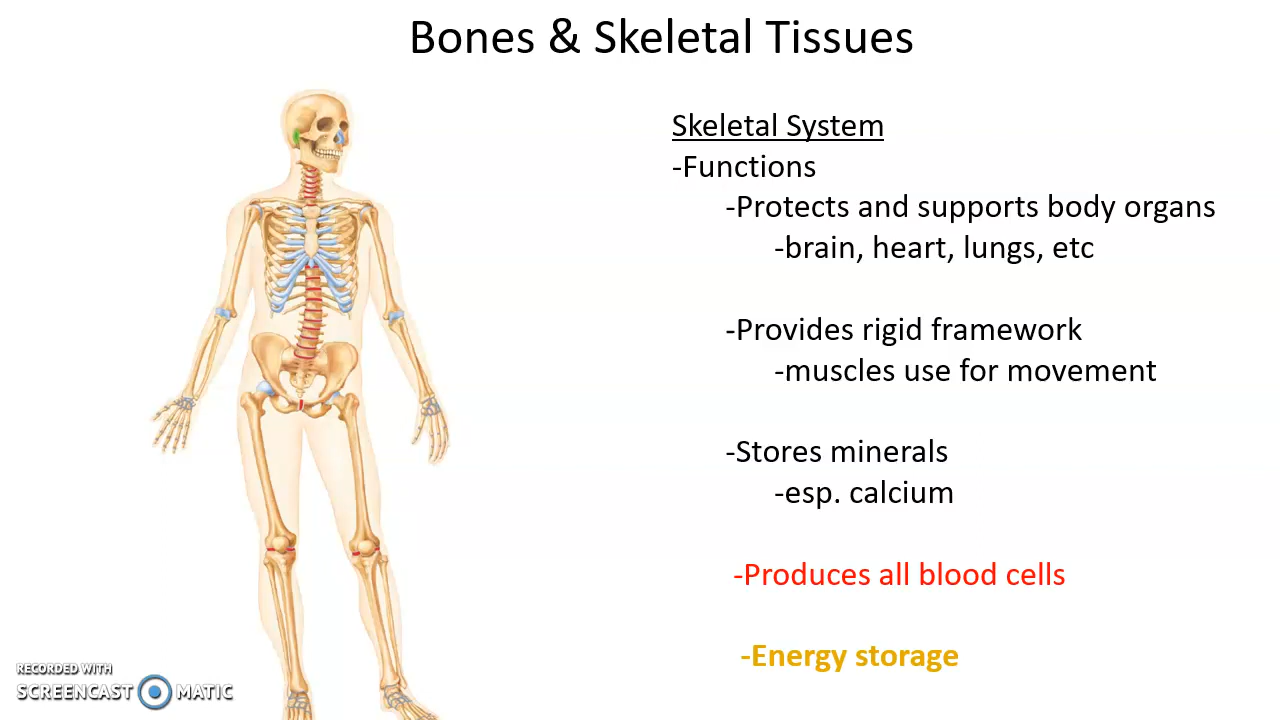 Bones & Skeletal Tissues
Skeletal System
-Functions
-Protects and supports body organs
-brain, heart, lungs, etc
-Provides rigid framework
-muscles use for movement
-Stores minerals
-esp. calcium
-Produces all blood cells
-Energy storage
RECORDED WITH
SCREENCAST MATIC